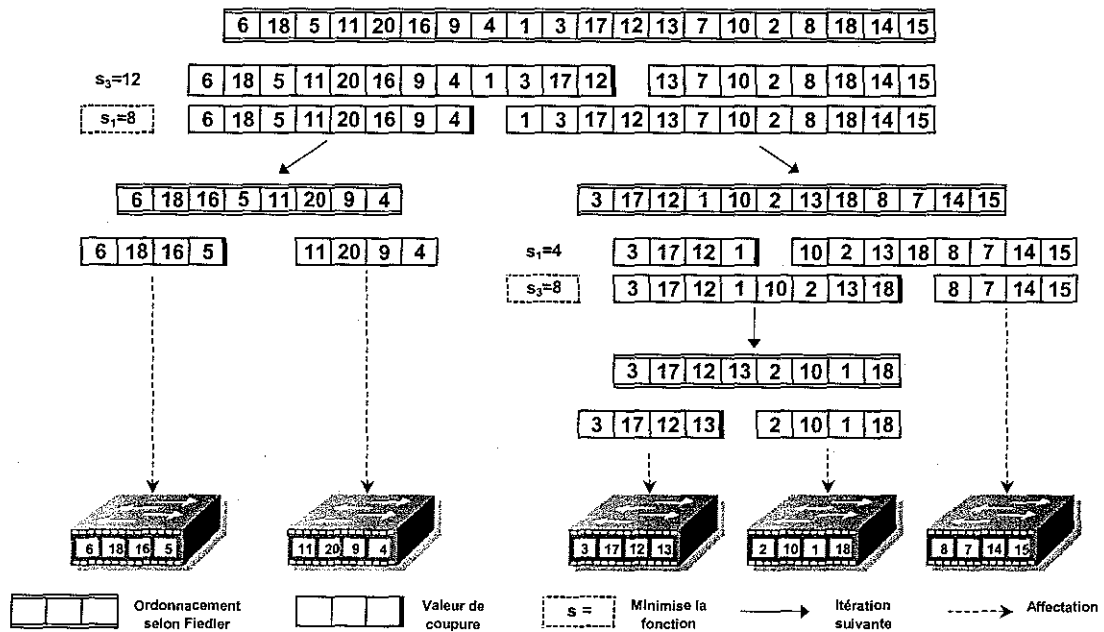 6 18 5 11 20 16 9 4 1 3 17 12 13 7 10 2 8 18 14 15
s₃=12 6 18 5 11 20 16 9 4 1 3 17 12 13 7 10 2 8 18 14 15
s₁=8 6 18 5 11 20 16 9 4 1 3 17 12 13 7 10 2 8 18 14 15
6 18 16 5 11 20 9 4 3 17 12 1 10 2 13 18 8 7 14 15
6 18 16 5 11 20 9 4 s₁=4 3 17 12 1 10 2 13 18 8 7 14 15
s₃=8 3 17 12 1 10 2 13 18 8 7 14 15
3 17 12 13 2 10 1 18
3 17 12 13 2 10 1 18
6 18 16 5 11 20 9 4 3 17 12 13 2 10 1 18 8 7 14 15
Ordonnacement
selon Fiedler
Valeur de
coupure
s =
Minimise la
fonction
Itération
suivante
Affectation